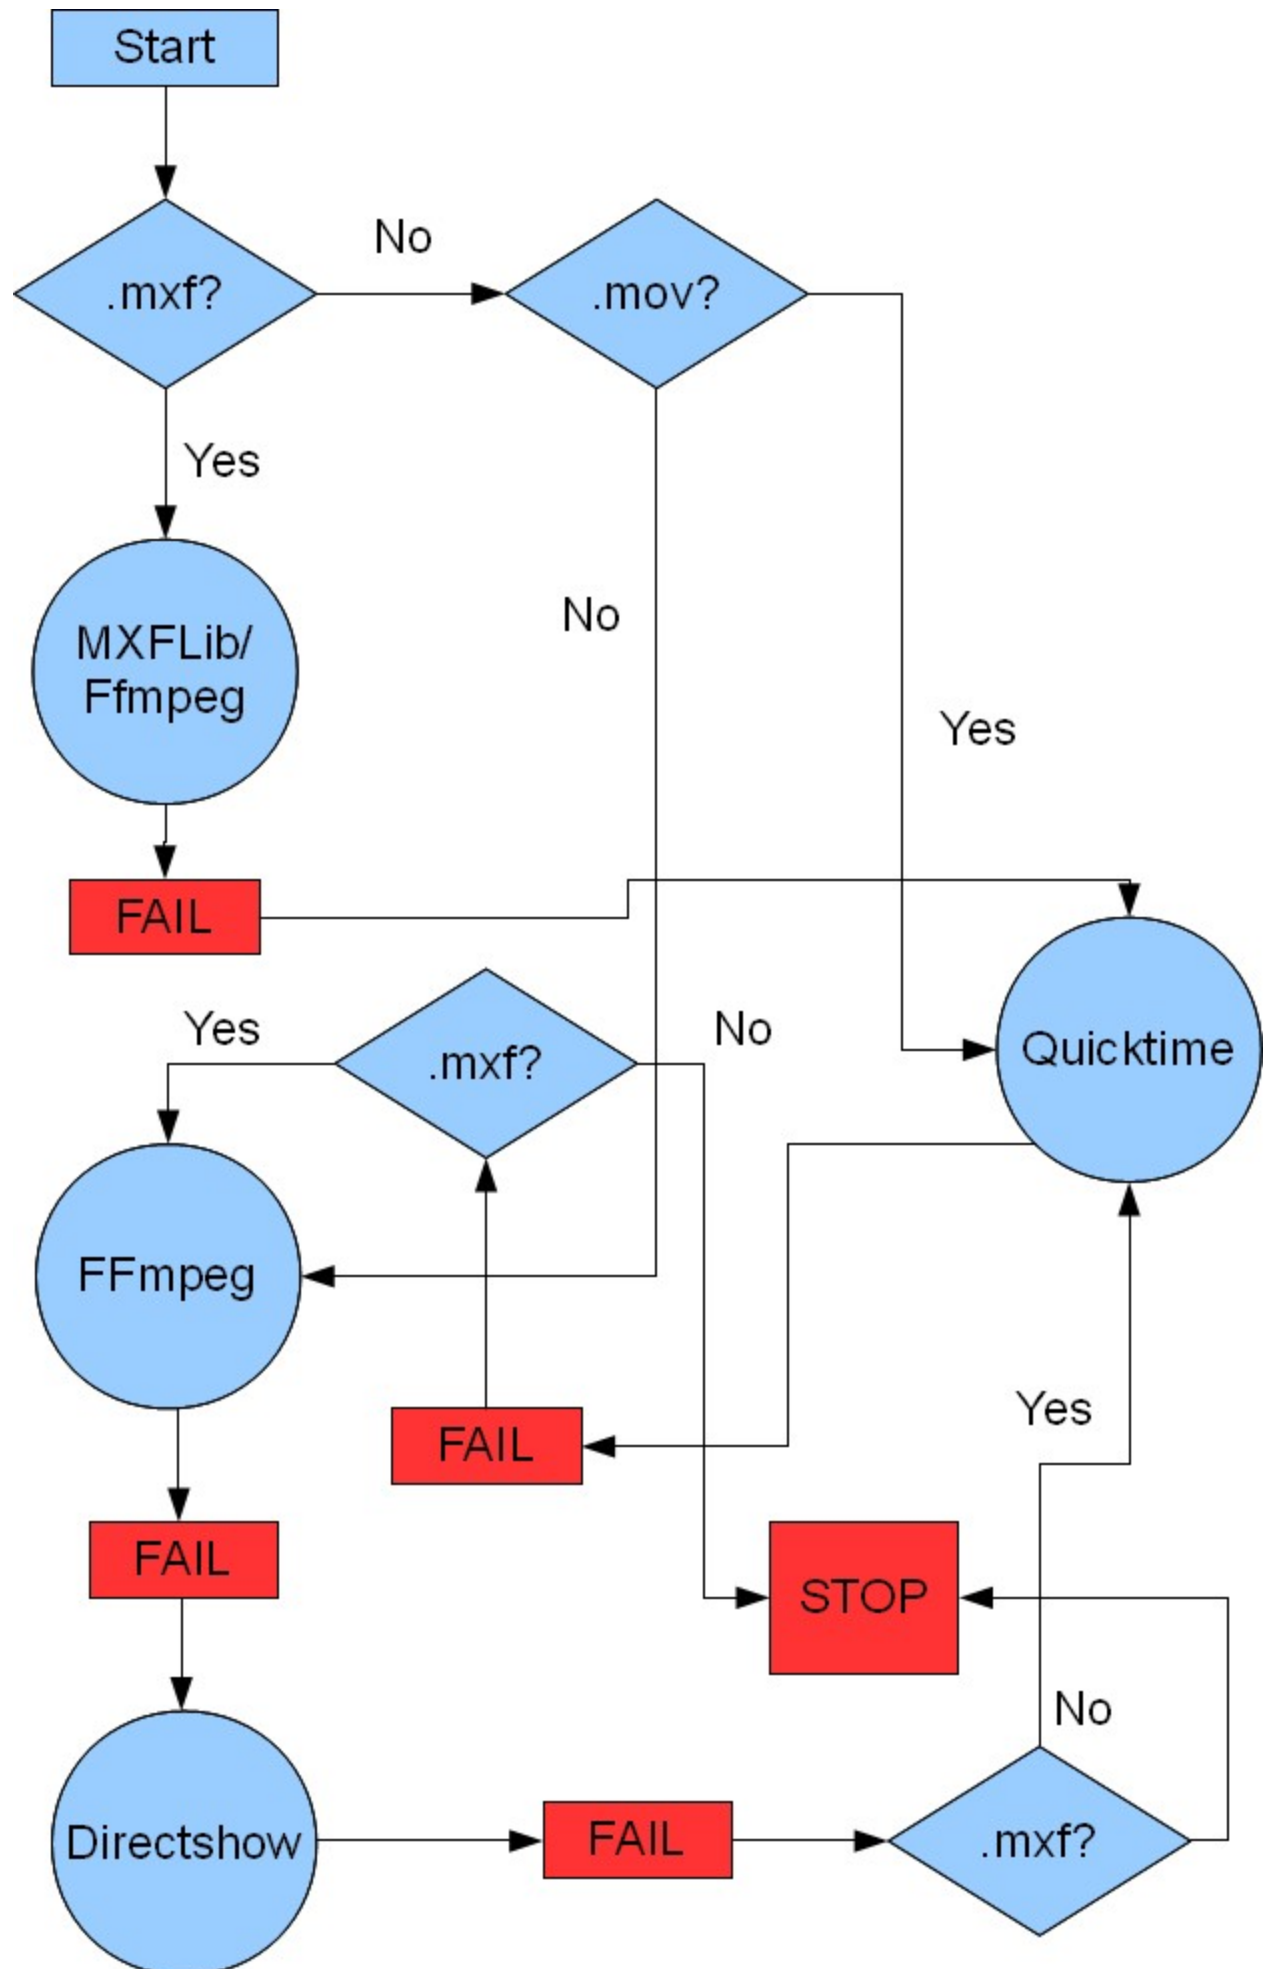 Start
No
.mxf?
.mov?
Yes
MXFLib/
Ffmpeg
No
Yes
FAIL
Yes
No
.mxf?
Quicktime
FFmpeg
Yes
FAIL
FAIL
STOP
No
Directshow
FAIL
.mxf?